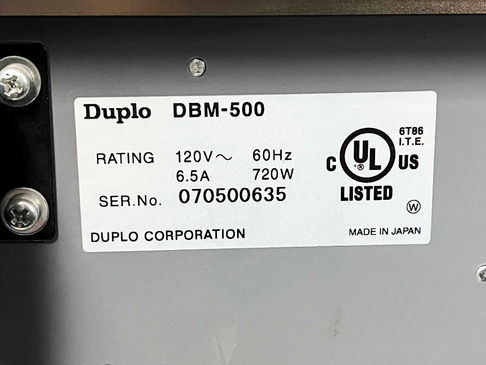 Duplo DBM-500
RATING 120V~ 60Hz
6.5A 720W
SER.No. 070500635
DUPLO CORPORATION
6T86
I.T.E.
C UL US
®
LISTED
W
MADE IN JAPAN